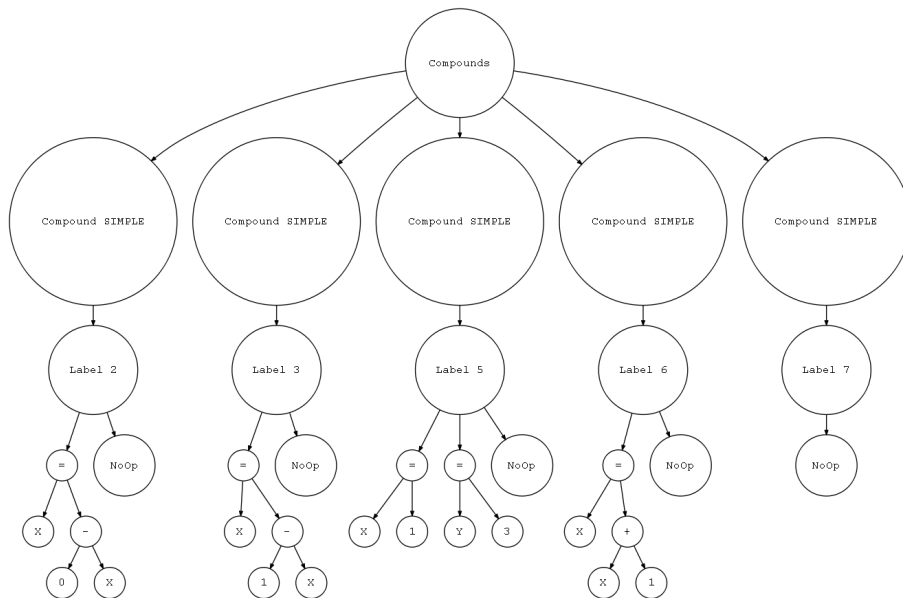 Compounds
Compound SIMPLE Compound SIMPLE Compound SIMPLE Compound SIMPLE Compound SIMPLE
Label 2 Label 3 Label 5 Label 6 Label 7
= NoOp = NoOp = = NoOp = NoOp NoOp
X - X - X 1 Y 3 X +
0 X 1 X X 1